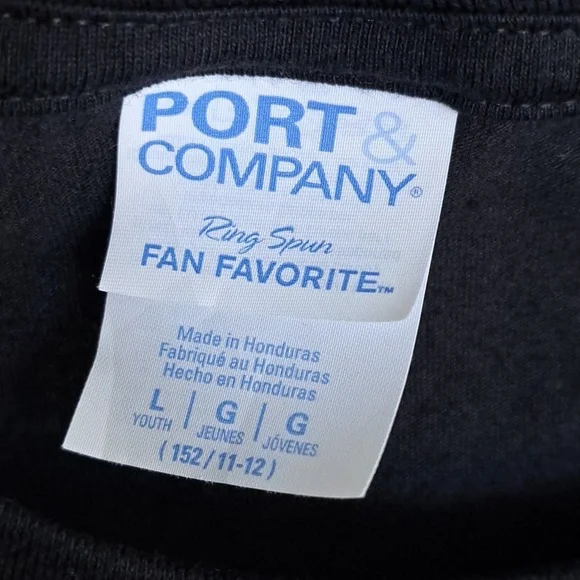 PORT &
COMPANY®
Ring Spun
FAN FAVORITE™
Made in Honduras
Fabriqué au Honduras
Hecho en Honduras
L | G | G
YOUTH JEUNES JÓVENES
(152/11-12)